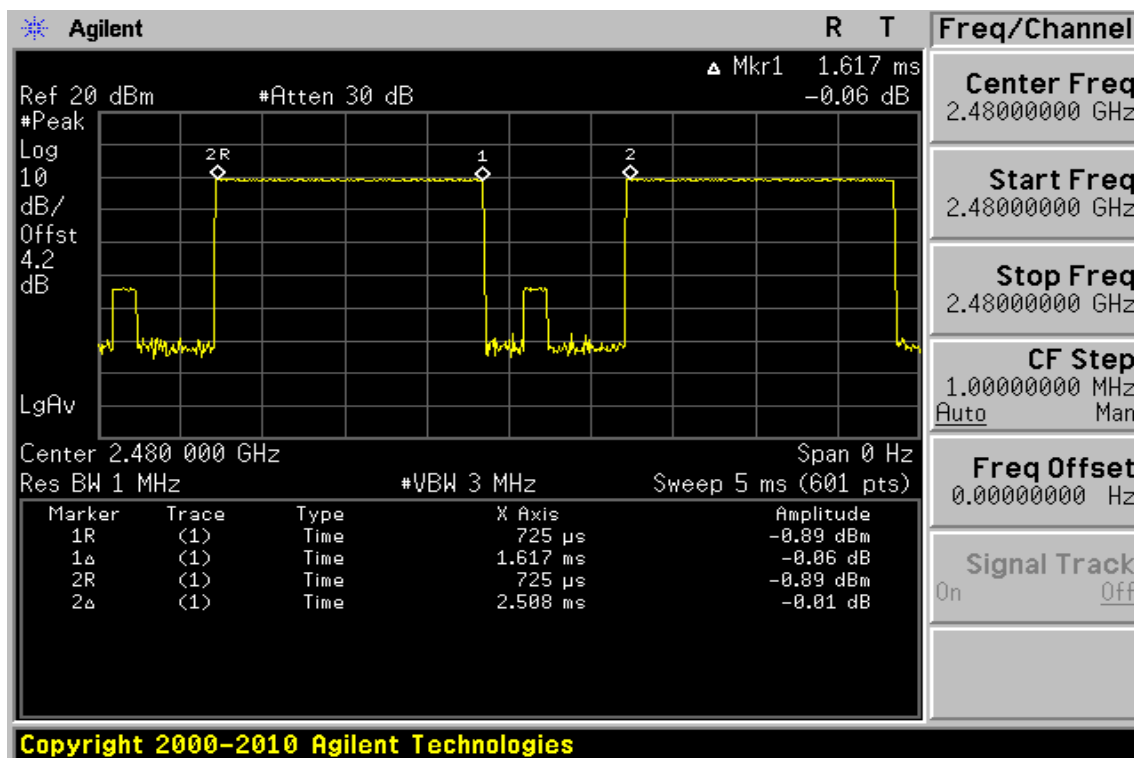 Agilent R T
Δ Mkr1 1.617 ms
Ref 20 dBm #Atten 30 dB -0.06 dB
#Peak
Log
10
dB/
Offst
4.2
dB
LgAv
2R 1 2
Center 2.480 000 GHz Span 0 Hz
Res BW 1 MHz #VBW 3 MHz Sweep 5 ms (601 pts)
Marker Trace Type X Axis Amplitude
1R (1) Time 725 µs -0.89 dBm
1Δ (1) Time 1.617 ms -0.06 dB
2R (1) Time 725 µs -0.89 dBm
2Δ (1) Time 2.508 ms -0.01 dB
Freq/Channel
Center Freq
2.48000000 GHz
Start Freq
2.48000000 GHz
Stop Freq
2.48000000 GHz
CF Step
1.00000000 MHz
Auto Man
Freq Offset
0.00000000 Hz
Signal Track
On Off
Copyright 2000-2010 Agilent Technologies